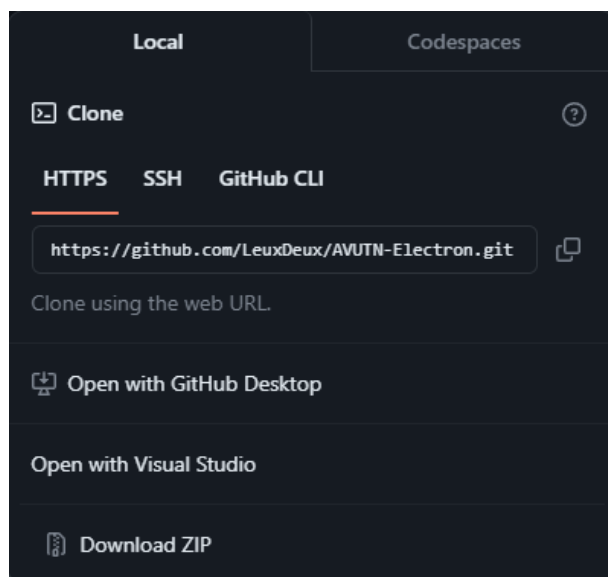 Local
Codespaces
Clone
HTTPS SSH GitHub CLI
https://github.com/LeuxDeux/AVUTN-Electron.git
Clone using the web URL.
Open with GitHub Desktop
Open with Visual Studio
Download ZIP